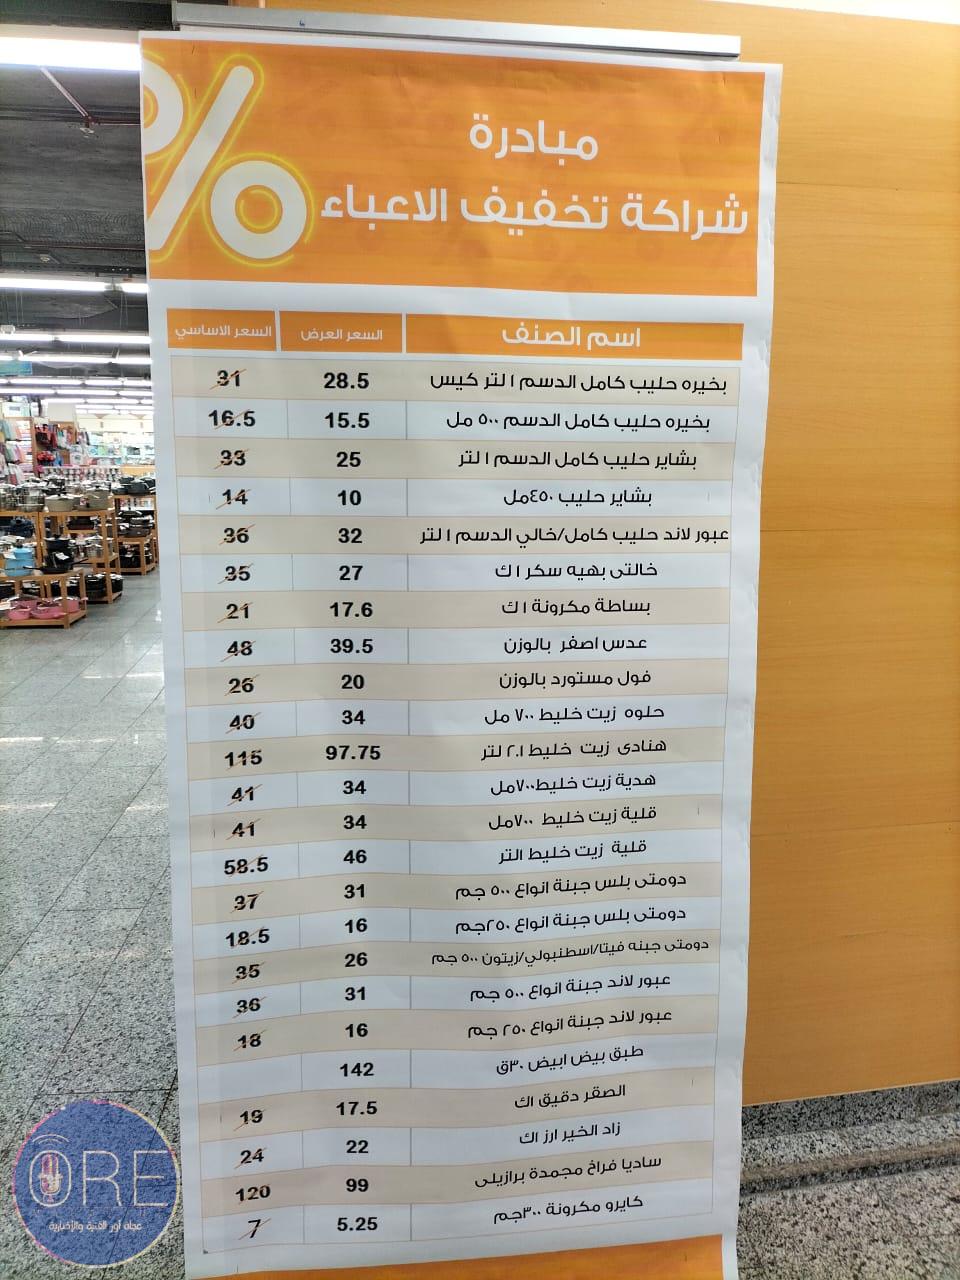 %
مبادرة
شراكة تخفيف الاعباء
اسم الصنف السعر العرض السعر الاساسي
بخيره حليب كامل الدسم ١ لتر كيس 28.5 31
بخيره حليب كامل الدسم ٥٠٠ مل 15.5 16.5
بشاير حليب كامل الدسم ١ لتر 25 33
بشاير حليب ٤٥٠مل 10 14
عبور لاند حليب كامل/خالي الدسم ١ لتر 32 36
خالتى بهيه سكر ١ ك 27 35
بساطة مكرونة ١ ك 17.6 21
عدس اصفر بالوزن 39.5 48
فول مستورد بالوزن 20 26
حلوه زيت خليط ٧٠٠ مل 34 40
هنادى زيت خليط ٢.١ لتر 97.75 115
هدية زيت خليط٧٠٠مل 34 41
قلية زيت خليط ٧٠٠مل 34 41
قلية زيت خليط ١لتر 46 58.5
دومتى بلس جبنة انواع ٥٠٠ جم 31 37
دومتى بلس جبنة انواع ٢٥٠جم 16 18.5
دومتى جبنه فيتا/اسطنبولي/زيتون ٥٠٠ جم 26 35
عبور لاند جبنة انواع ٥٠٠ جم 31 36
عبور لاند جبنة انواع ٢٥٠ جم 16 18
طبق بيض ابيض ٣٠ق 142
الصقر دقيق ١ك 17.5 19
زاد الخير ارز ١ك 22 24
ساديا فراخ مجمدة برازيلى 99 120
كايرو مكرونة ٣٠٠جم 5.25 7
ORE
مجلة اور الفنية والإخبارية